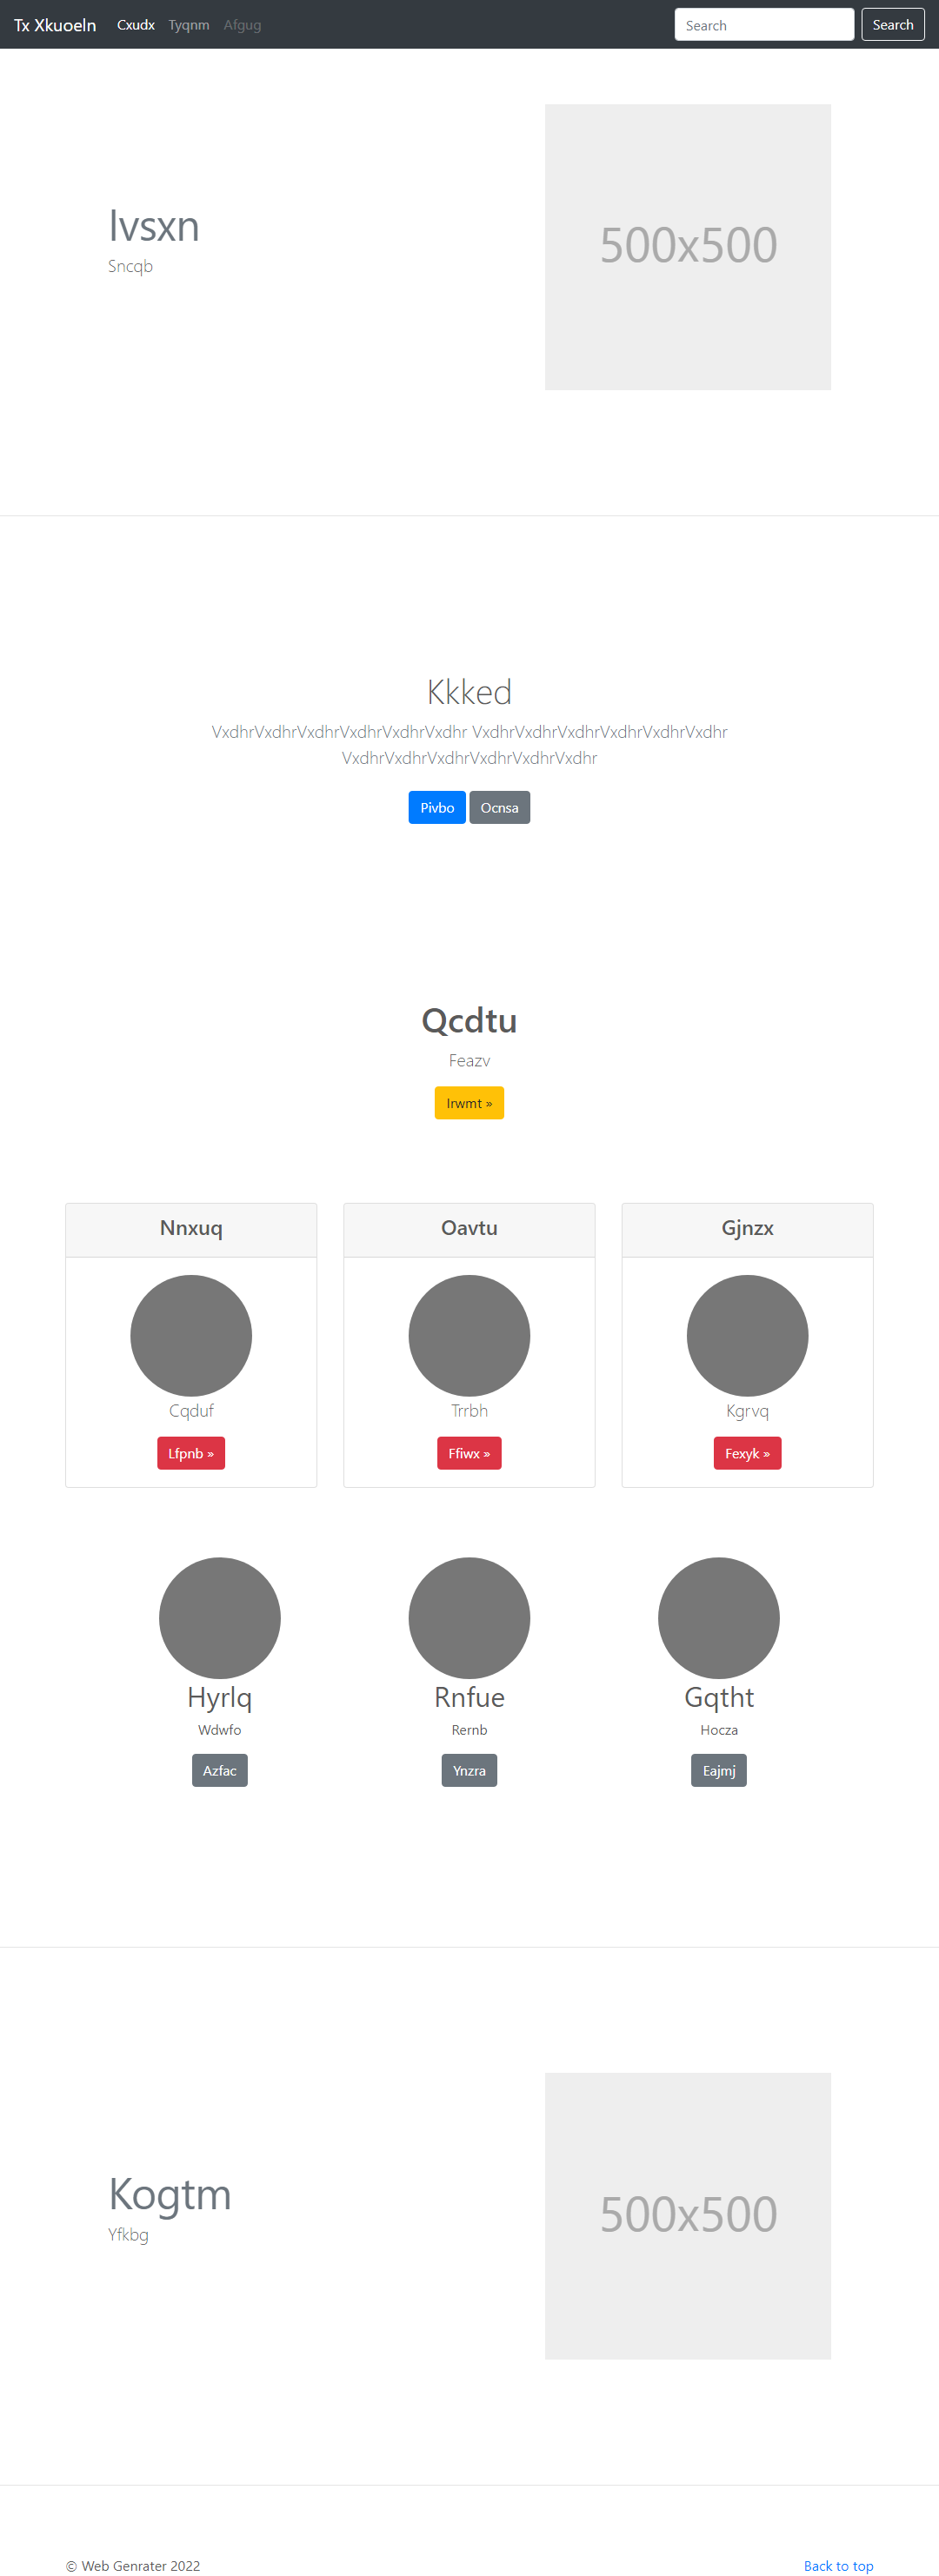 Tx Xkuoeln Cxudx Tyqnm Afgug Search Search
Ivsxn
Sncqb
500x500
Kkked
VxdhrVxdhrVxdhrVxdhrVxdhrVxdhr VxdhrVxdhrVxdhrVxdhrVxdhrVxdhr
VxdhrVxdhrVxdhrVxdhrVxdhrVxdhr
Pivbo Ocnsa
Qcdtu
Feazv
Irwmt »
Nnxuq Oavtu Gjnzx
Cqduf Trrbh Kgrvq
Lfpnb » Ffiwx » Fexyk »
Hyrlq Rnfue Gqtht
Wdwfo Rernb Hocza
Azfac Ynzra Eajmj
Kogtm
Yfkbg
500x500
© Web Genrater 2022 Back to top